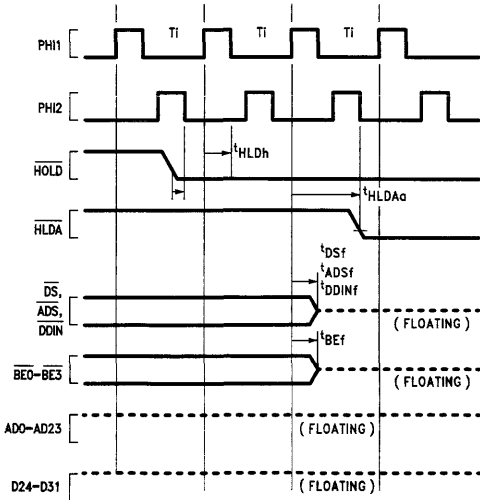 Ti Ti Ti
PHI1
PHI2
HOLD tHLDh
tHLDAa
HLDA
tDSf
tADSf
tDDINf
DS,
ADS,
DDIN
(FLOATING)
tBEf
BE0-BE3
(FLOATING)
AD0-AD23
(FLOATING)
D24-D31
(FLOATING)